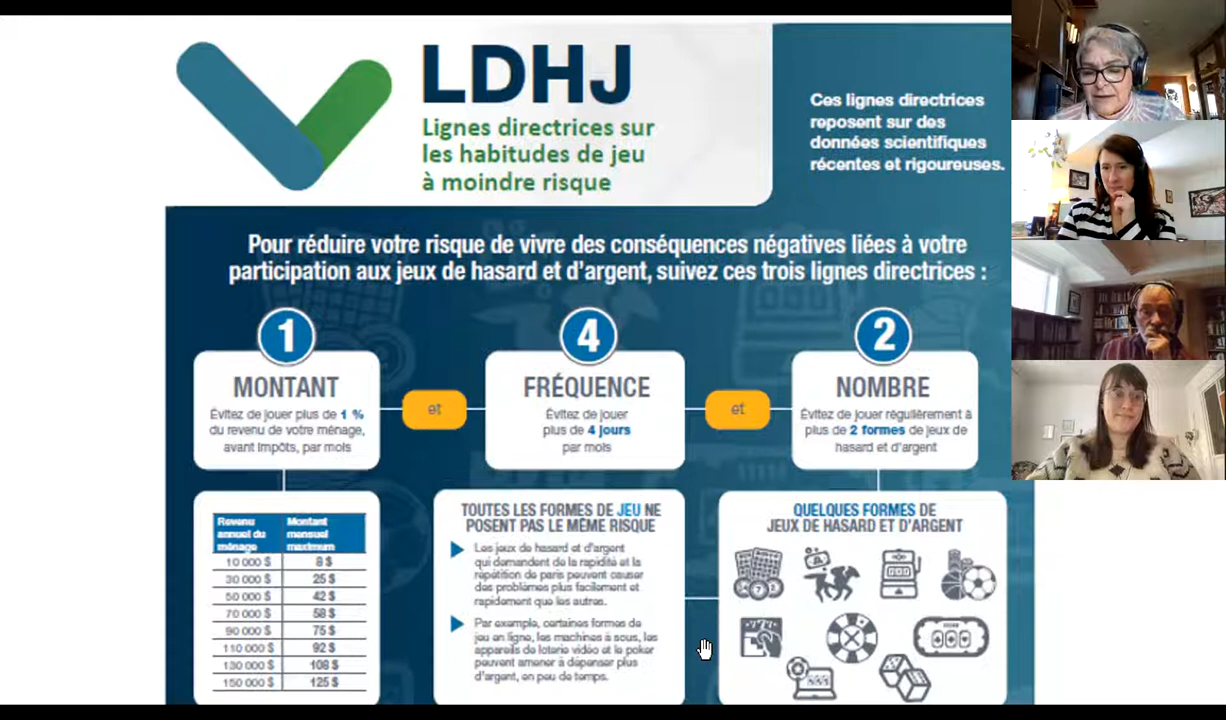 LDHJ
Lignes directrices sur
les habitudes de jeu
à moindre risque
Ces lignes directrices
reposent sur des
données scientifiques
récentes et rigoureuses.
Pour réduire votre risque de vivre des conséquences négatives liées à votre
participation aux jeux de hasard et d'argent, suivez ces trois lignes directrices :
1
MONTANT
Évitez de jouer plus de 1 %
du revenu de votre ménage,
avant impôts, par mois
et
4
FRÉQUENCE
Évitez de jouer
plus de 4 jours
par mois
et
2
NOMBRE
Évitez de jouer régulièrement à
plus de 2 formes de jeux de
hasard et d'argent
Revenu annuel du ménage Montant mensuel maximum
10 000 $ 8 $
30 000 $ 25 $
50 000 $ 42 $
70 000 $ 58 $
90 000 $ 75 $
110 000 $ 92 $
130 000 $ 108 $
150 000 $ 125 $
TOUTES LES FORMES DE JEU NE
POSENT PAS LE MÊME RISQUE
Les jeux de hasard et d'argent
qui demandent de la rapidité et la
répétition de paris peuvent causer
des problèmes plus facilement et
rapidement que les autres.
Par exemple, certaines formes de
jeu en ligne, les machines à sous, les
appareils de loterie vidéo et le poker
peuvent amener à dépenser plus
d'argent, en peu de temps.
QUELQUES FORMES DE
JEUX DE HASARD ET D'ARGENT